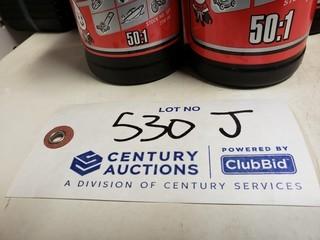 50:1
50:1
LOT NO
530 J
CENTURY AUCTIONS
POWERED BY
ClubBid
A DIVISION OF CENTURY SERVICES